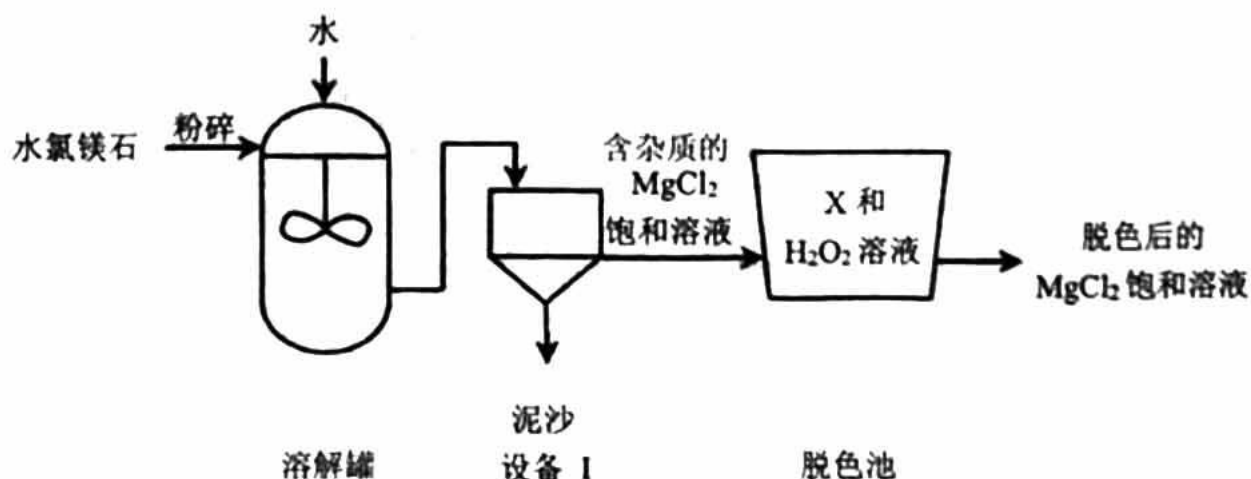 水
水氯镁石
粉碎
含杂质的
MgCl₂
饱和溶液
X 和
H₂O₂ 溶液
脱色后的
MgCl₂ 饱和溶液
泥沙
溶解罐
设备 I
脱色池